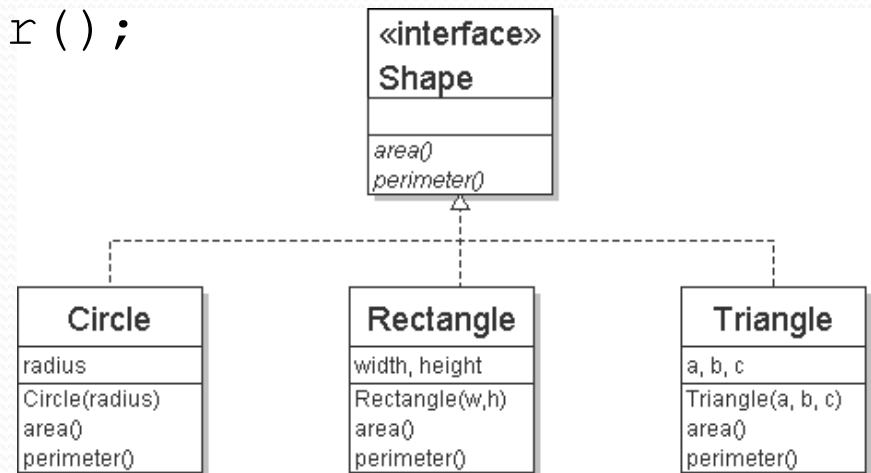 r();
«interface»
Shape
area()
perimeter()
Circle
radius
Circle(radius)
area()
perimeter()
Rectangle
width, height
Rectangle(w,h)
area()
perimeter()
Triangle
a, b, c
Triangle(a, b, c)
area()
perimeter()